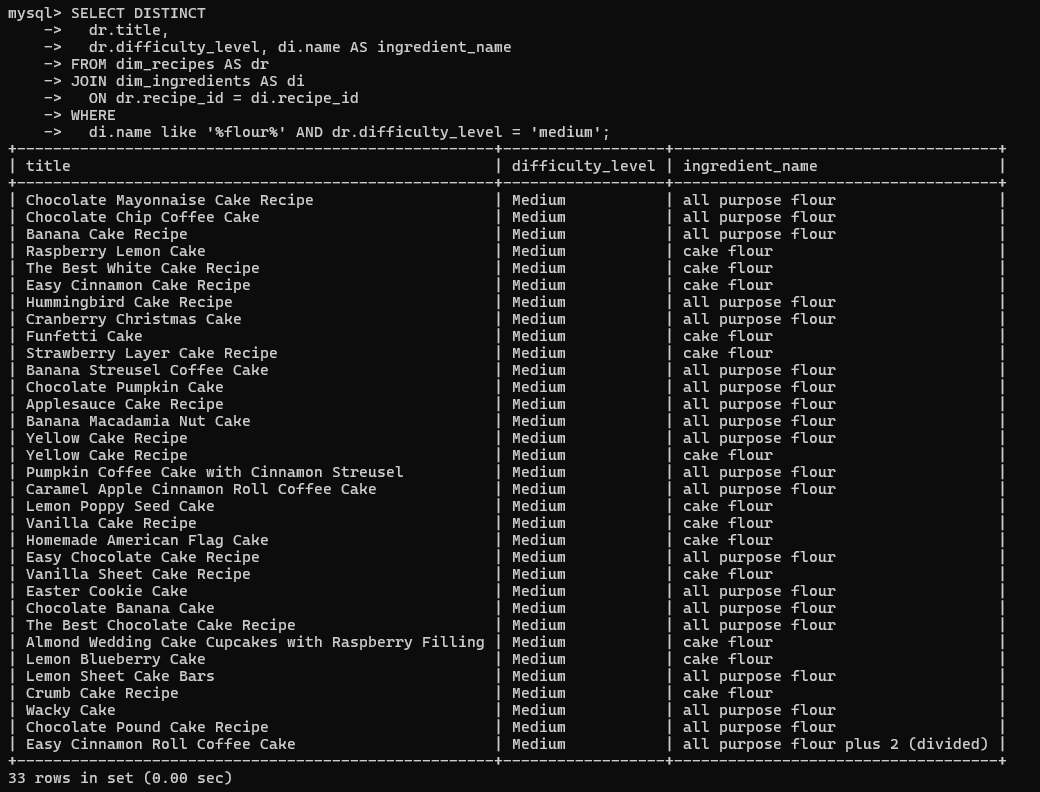 mysql> SELECT DISTINCT
    ->   dr.title,
    ->   dr.difficulty_level, di.name AS ingredient_name
    -> FROM dim_recipes AS dr
    -> JOIN dim_ingredients AS di
    ->   ON dr.recipe_id = di.recipe_id
    -> WHERE
    ->   di.name like '%flour%' AND dr.difficulty_level = 'medium';
+-----------------------------------------------------+------------------+------------------------------------+
| title                                               | difficulty_level | ingredient_name                    |
+-----------------------------------------------------+------------------+------------------------------------+
| Chocolate Mayonnaise Cake Recipe                    | Medium           | all purpose flour                  |
| Chocolate Chip Coffee Cake                          | Medium           | all purpose flour                  |
| Banana Cake Recipe                                  | Medium           | all purpose flour                  |
| Raspberry Lemon Cake                                | Medium           | cake flour                         |
| The Best White Cake Recipe                          | Medium           | cake flour                         |
| Easy Cinnamon Cake Recipe                           | Medium           | cake flour                         |
| Hummingbird Cake Recipe                             | Medium           | all purpose flour                  |
| Cranberry Christmas Cake                            | Medium           | all purpose flour                  |
| Funfetti Cake                                       | Medium           | cake flour                         |
| Strawberry Layer Cake Recipe                        | Medium           | cake flour                         |
| Banana Streusel Coffee Cake                         | Medium           | all purpose flour                  |
| Chocolate Pumpkin Cake                              | Medium           | all purpose flour                  |
| Applesauce Cake Recipe                              | Medium           | all purpose flour                  |
| Banana Macadamia Nut Cake                           | Medium           | all purpose flour                  |
| Yellow Cake Recipe                                  | Medium           | all purpose flour                  |
| Yellow Cake Recipe                                  | Medium           | cake flour                         |
| Pumpkin Coffee Cake with Cinnamon Streusel          | Medium           | all purpose flour                  |
| Caramel Apple Cinnamon Roll Coffee Cake             | Medium           | all purpose flour                  |
| Lemon Poppy Seed Cake                               | Medium           | cake flour                         |
| Vanilla Cake Recipe                                 | Medium           | cake flour                         |
| Homemade American Flag Cake                         | Medium           | cake flour                         |
| Easy Chocolate Cake Recipe                          | Medium           | all purpose flour                  |
| Vanilla Sheet Cake Recipe                           | Medium           | cake flour                         |
| Easter Cookie Cake                                  | Medium           | all purpose flour                  |
| Chocolate Banana Cake                               | Medium           | all purpose flour                  |
| The Best Chocolate Cake Recipe                      | Medium           | all purpose flour                  |
| Almond Wedding Cake Cupcakes with Raspberry Filling | Medium           | cake flour                         |
| Lemon Blueberry Cake                                | Medium           | cake flour                         |
| Lemon Sheet Cake Bars                               | Medium           | all purpose flour                  |
| Crumb Cake Recipe                                   | Medium           | cake flour                         |
| Wacky Cake                                          | Medium           | all purpose flour                  |
| Chocolate Pound Cake Recipe                         | Medium           | all purpose flour                  |
| Easy Cinnamon Roll Coffee Cake                      | Medium           | all purpose flour plus 2 (divided) |
+-----------------------------------------------------+------------------+------------------------------------+
33 rows in set (0.00 sec)